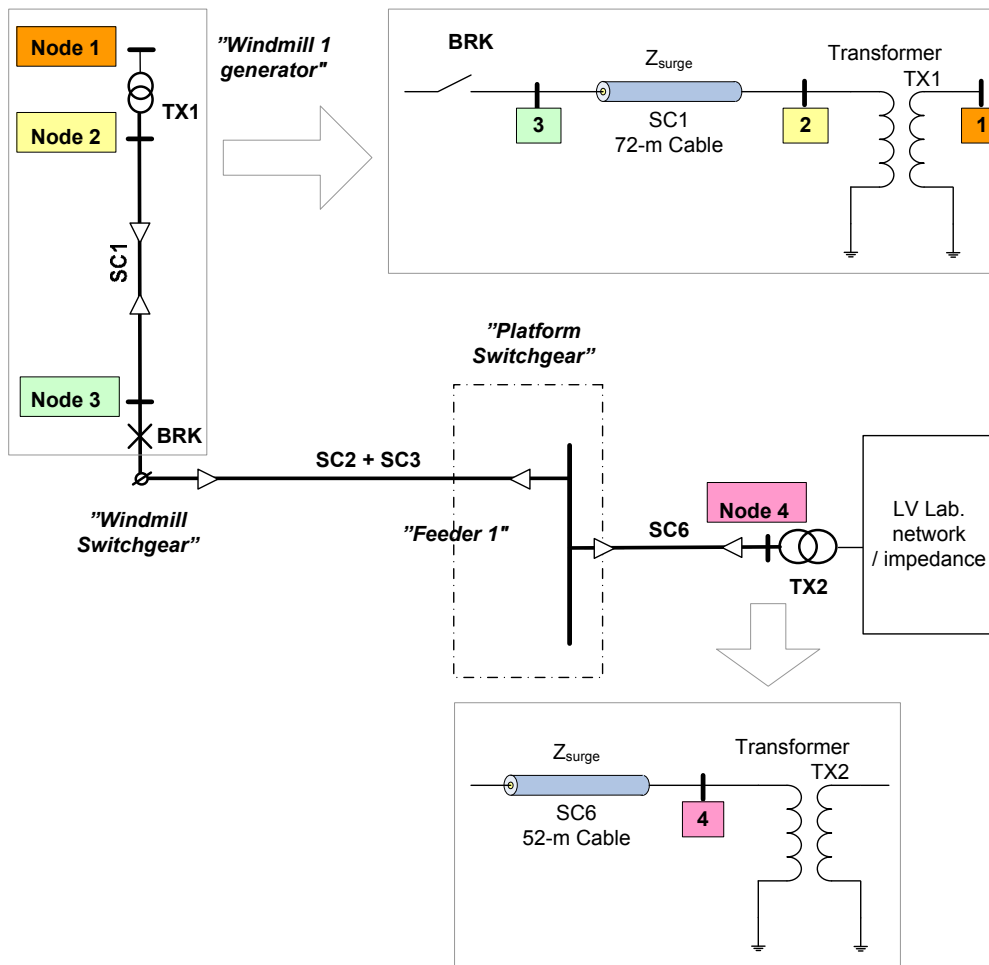 Node 1
TX1
Node 2
SC1
Node 3
BRK
”Windmill 1
generator"
BRK
3
Zsurge
SC1
72-m Cable
2
Transformer
TX1
1
”Platform
Switchgear”
SC2 + SC3
”Windmill
Switchgear”
”Feeder 1"
SC6
Node 4
TX2
LV Lab.
network
/ impedance
Zsurge
SC6
52-m Cable
4
Transformer
TX2